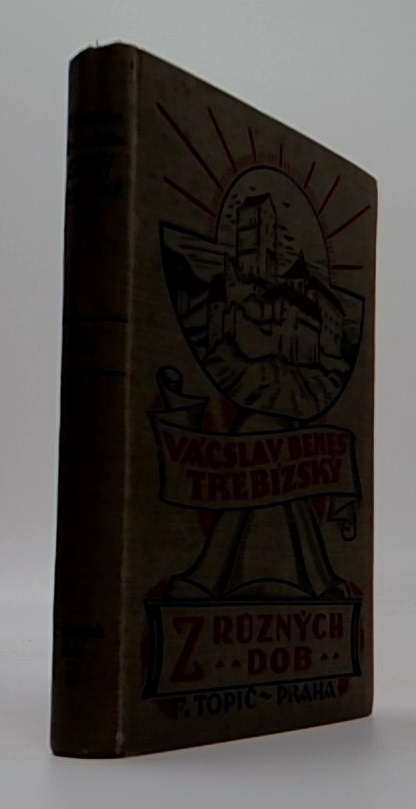 VÁCSLAV BENEŠ
TŘEBÍZSKÝ
Z RŮZNÝCH
DOB
F. TOPIČ - PRAHA